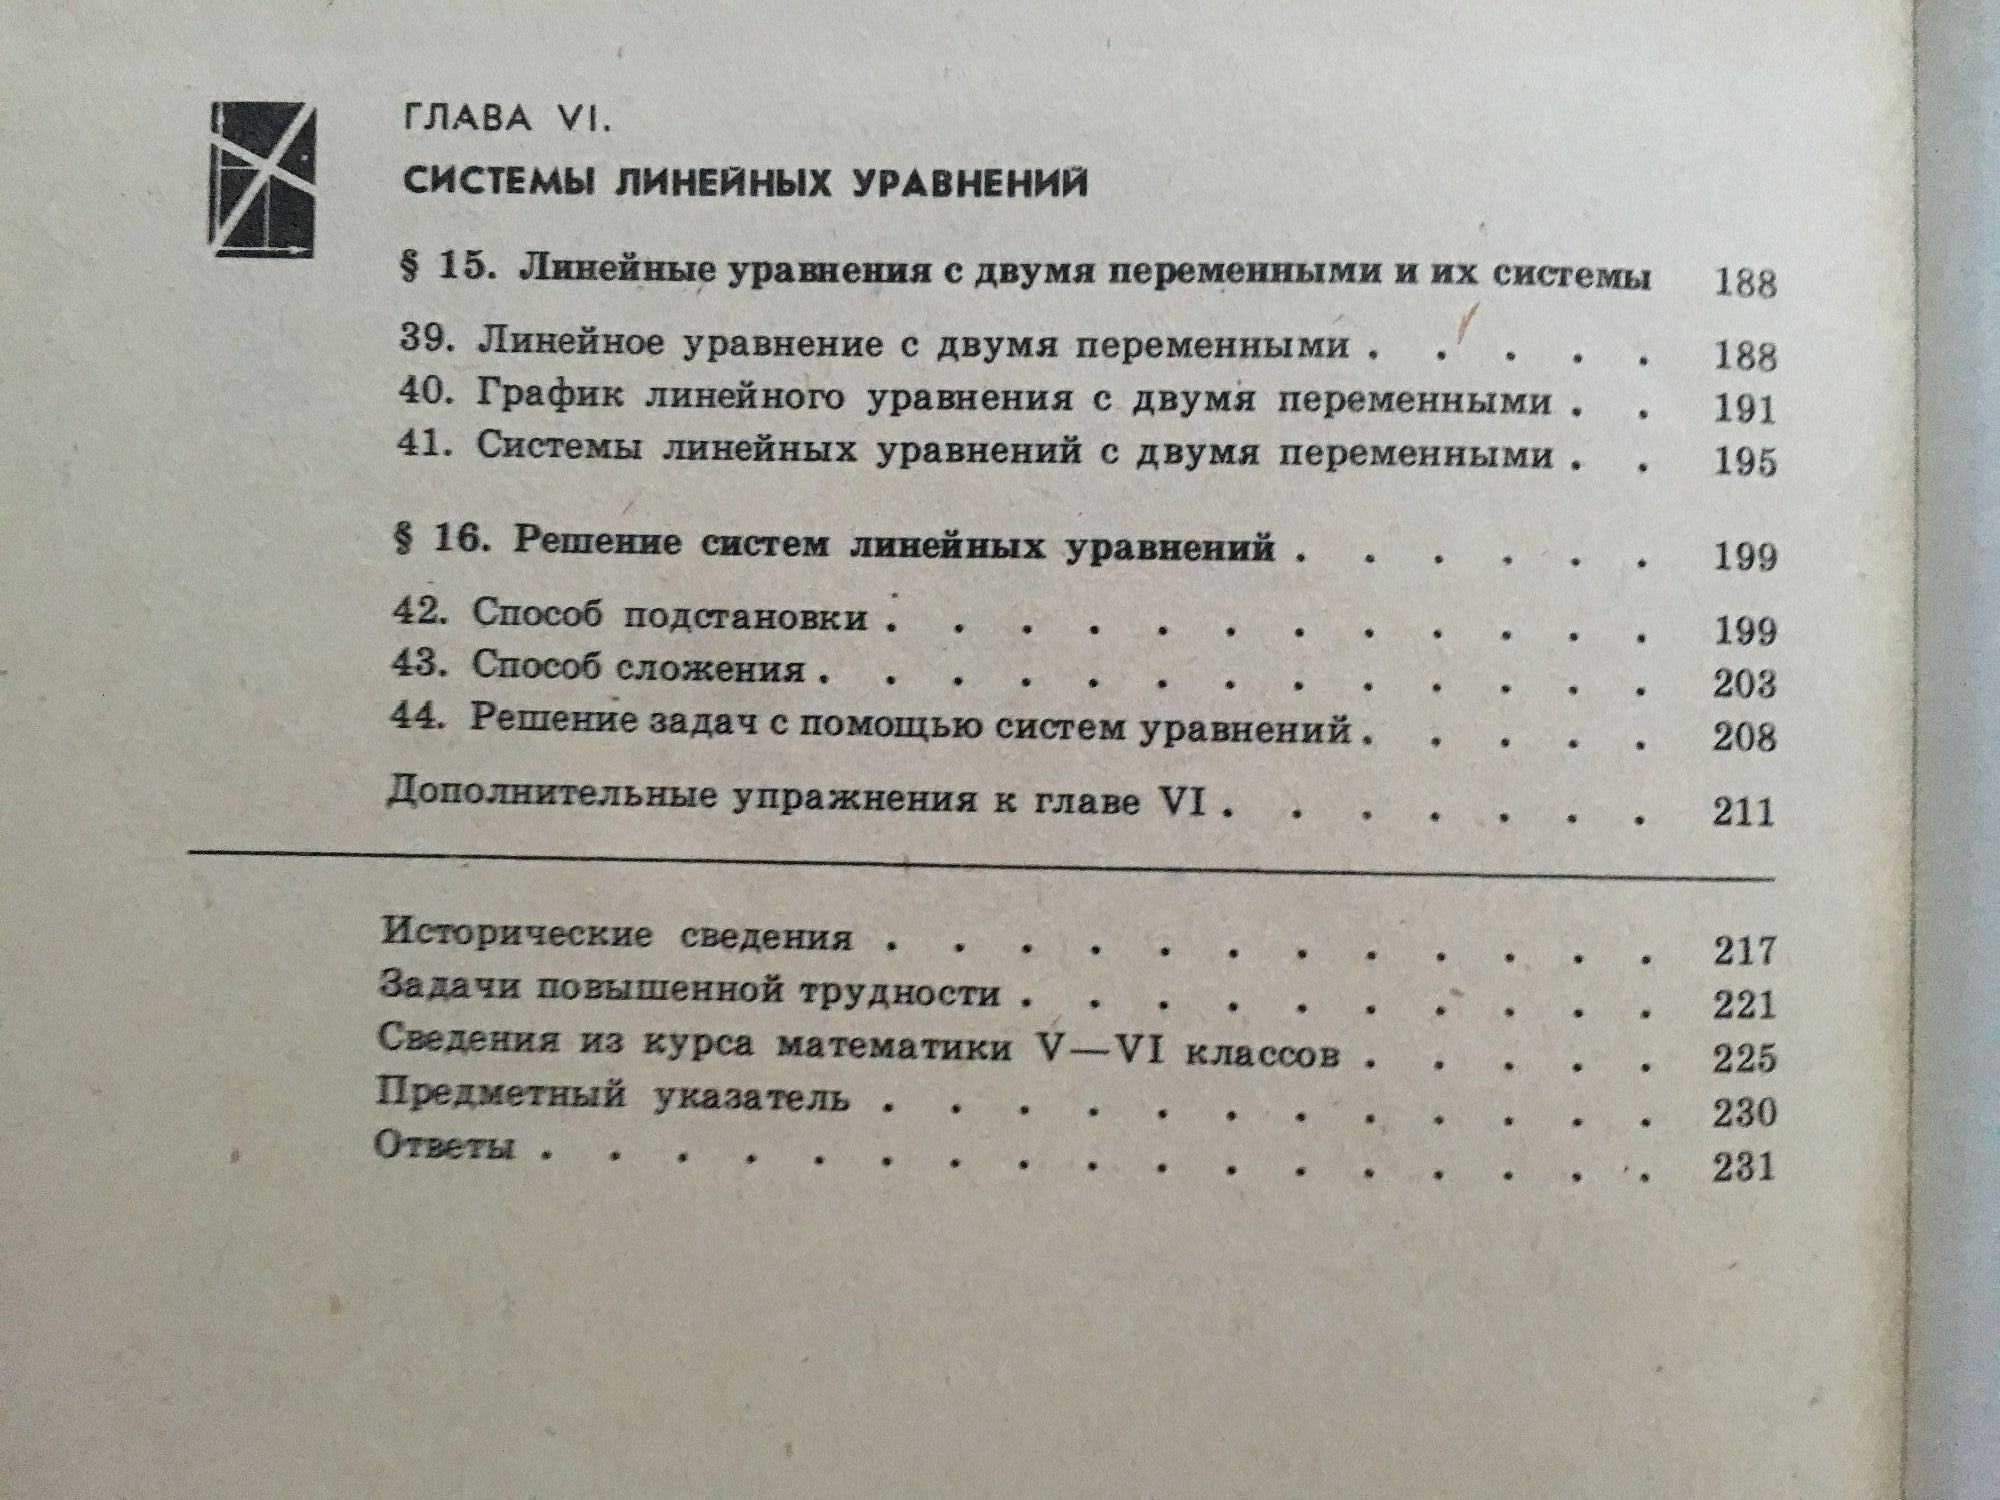 ГЛАВА VI.
СИСТЕМЫ ЛИНЕЙНЫХ УРАВНЕНИЙ
§ 15. Линейные уравнения с двумя переменными и их системы 188
39. Линейное уравнение с двумя переменными . . . . . 188
40. График линейного уравнения с двумя переменными . . 191
41. Системы линейных уравнений с двумя переменными . . 195
§ 16. Решение систем линейных уравнений . . . . . . 199
42. Способ подстановки . . . . . . . . . . . . 199
43. Способ сложения . . . . . . . . . . . . . 203
44. Решение задач с помощью систем уравнений . . . . . 208
Дополнительные упражнения к главе VI . . . . . . . 211
Исторические сведения . . . . . . . . . . . . 217
Задачи повышенной трудности . . . . . . . . . . 221
Сведения из курса математики V—VI классов . . . . . 225
Предметный указатель . . . . . . . . . . . . 230
Ответы . . . . . . . . . . . . . . . . . 231